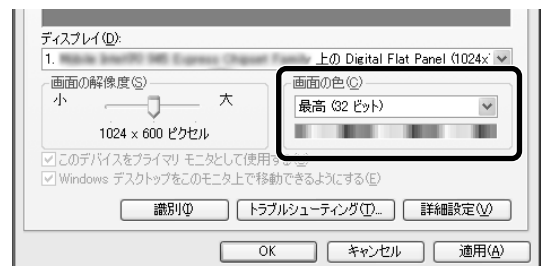 ディスプレイ(D):
1. 上の Digital Flat Panel (1024x
画面の解像度(S)
小 大
1024 x 600 ピクセル
画面の色(C)
最高 (32 ビット)
このデバイスをプライマリ モニタとして使用する
Windows デスクトップをこのモニタ上で移動できるようにする(E)
識別(I) トラブルシューティング(T)... 詳細設定(V)
OK キャンセル 適用(A)